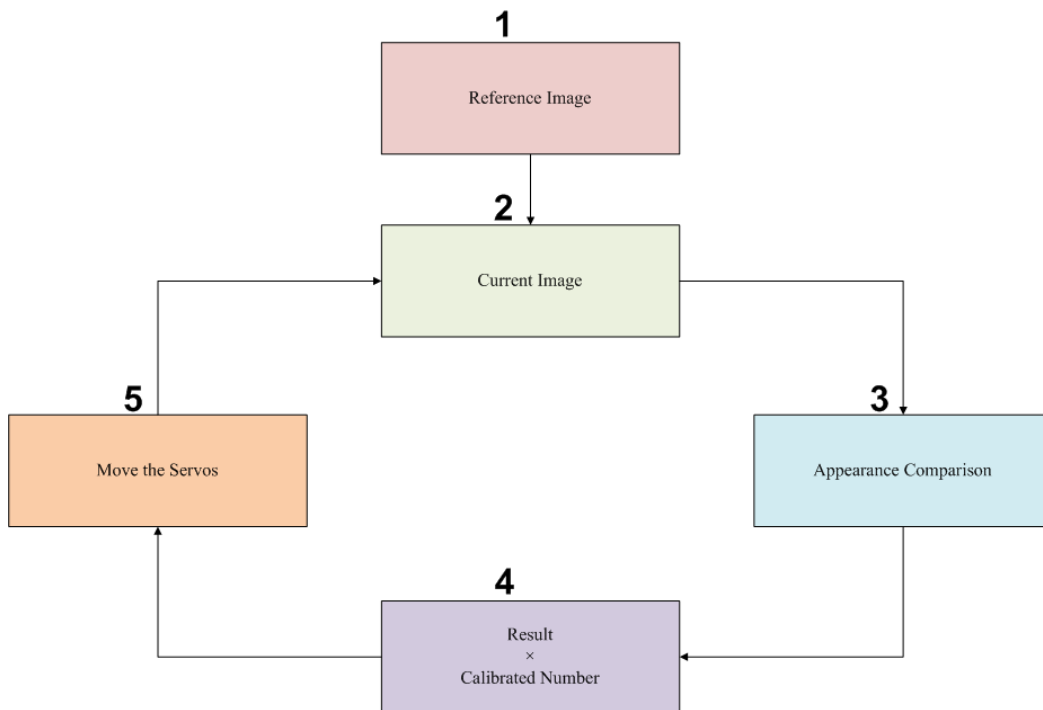 1
Reference Image
2
Current Image
3
Appearance Comparison
4
Result
×
Calibrated Number
5
Move the Servos